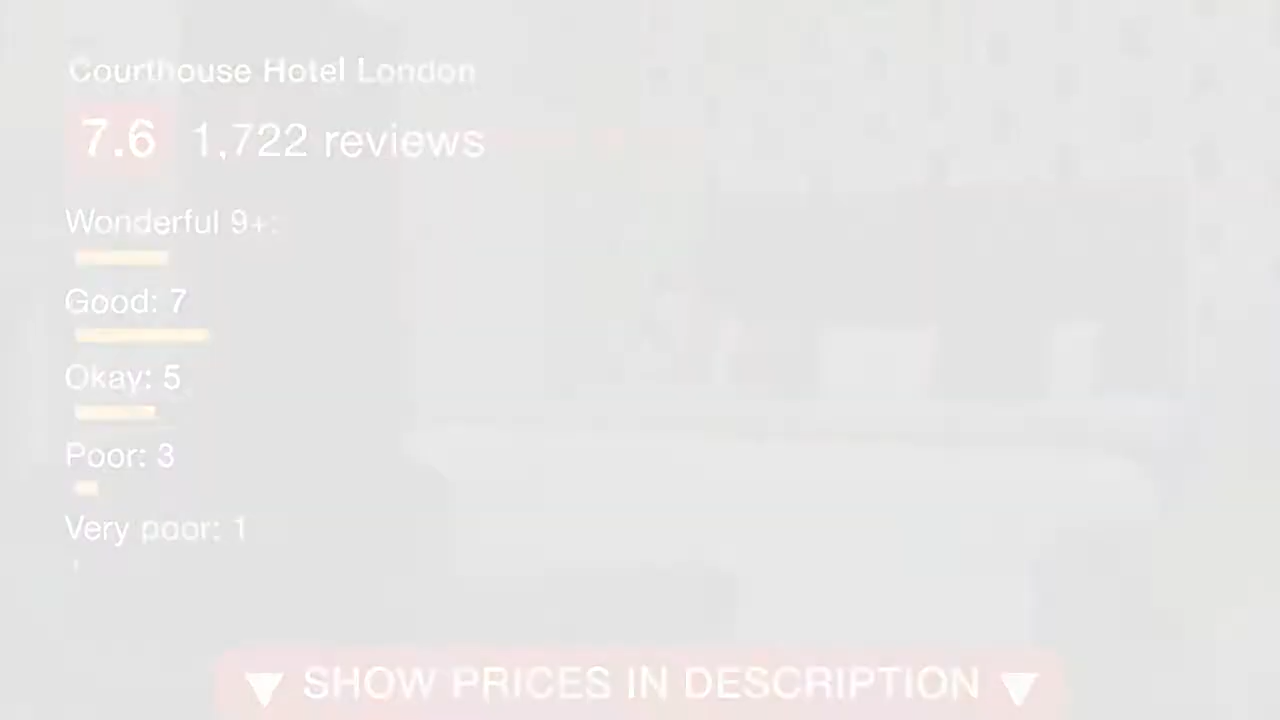 Courthouse Hotel London
7.6 1,722 reviews
Wonderful 9+:
Good: 7
Okay: 5
Poor: 3
Very poor: 1
▼ SHOW PRICES IN DESCRIPTION ▼